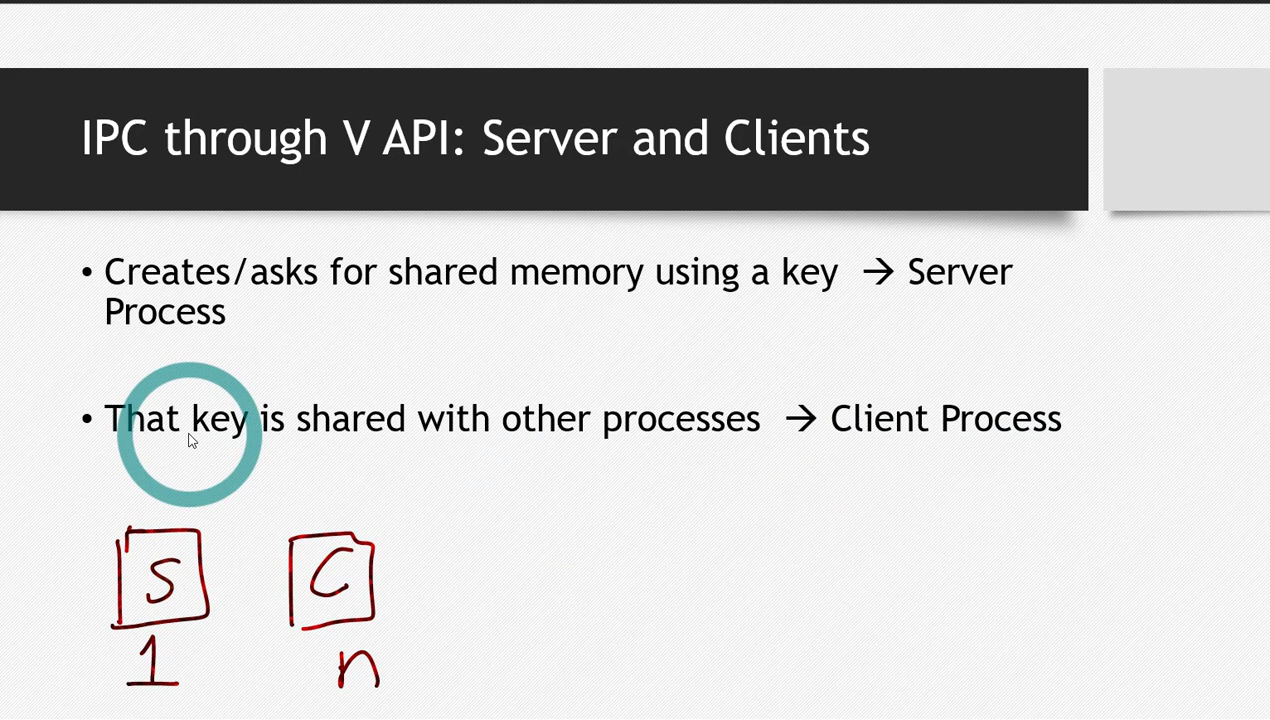 IPC through V API: Server and Clients
• Creates/asks for shared memory using a key → Server
Process
• That key is shared with other processes → Client Process
S C
1 n